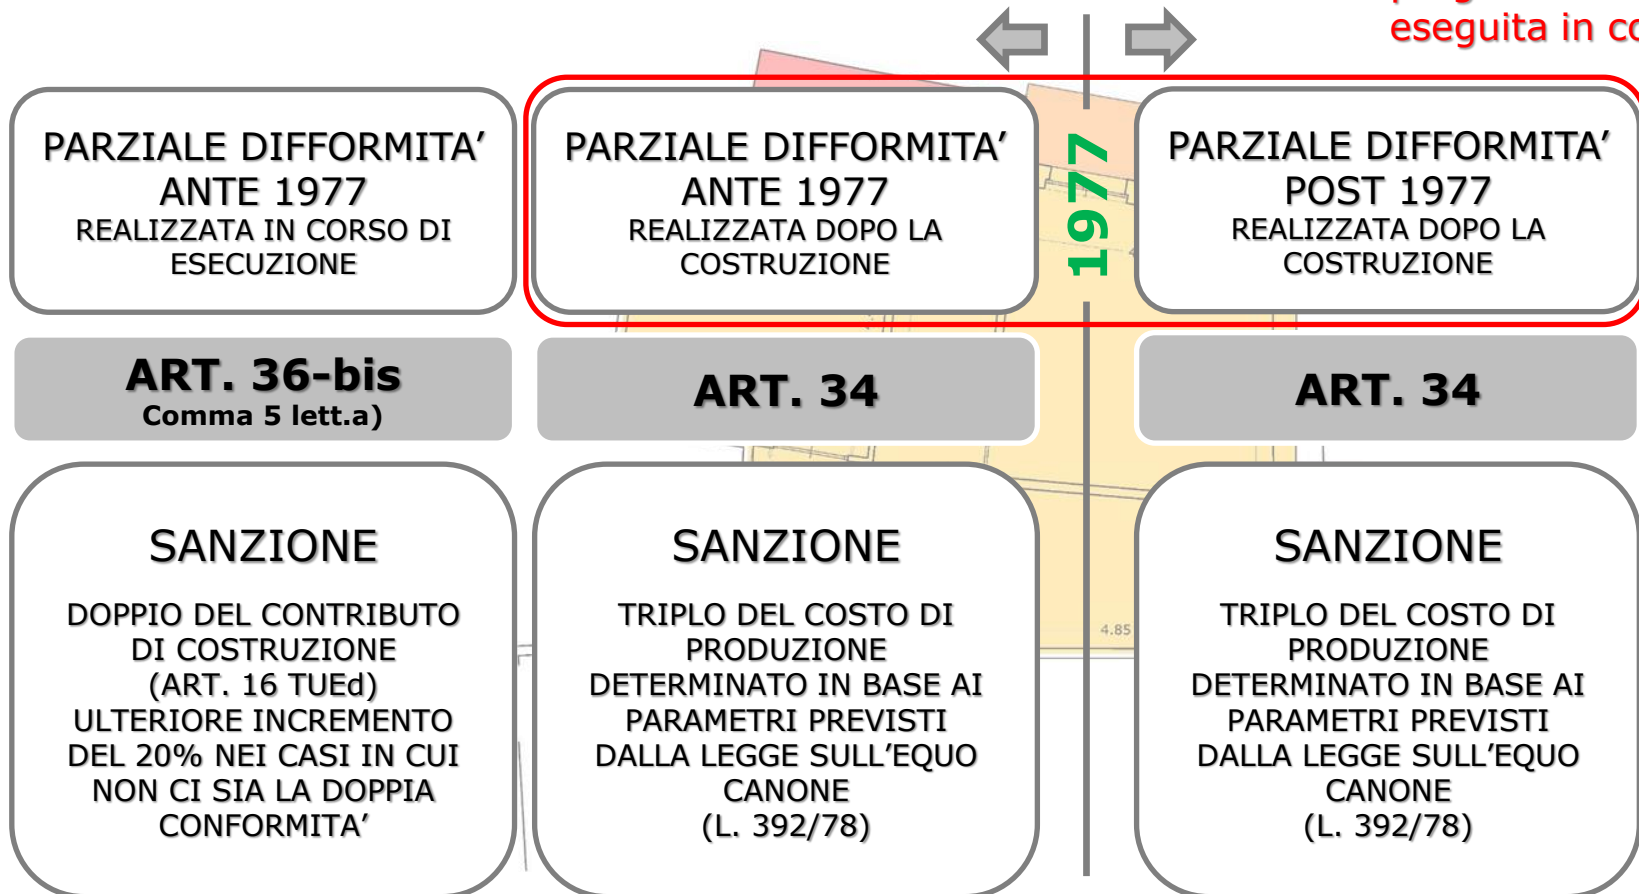 eseguita in co
PARZIALE DIFFORMITA’
ANTE 1977
REALIZZATA IN CORSO DI
ESECUZIONE
PARZIALE DIFFORMITA’
ANTE 1977
REALIZZATA DOPO LA
COSTRUZIONE
1977
PARZIALE DIFFORMITA’
POST 1977
REALIZZATA DOPO LA
COSTRUZIONE
ART. 36-bis
Comma 5 lett.a)
ART. 34
ART. 34
SANZIONE
DOPPIO DEL CONTRIBUTO
DI COSTRUZIONE
(ART. 16 TUEd)
ULTERIORE INCREMENTO
DEL 20% NEI CASI IN CUI
NON CI SIA LA DOPPIA
CONFORMITA’
SANZIONE
TRIPLO DEL COSTO DI
PRODUZIONE
DETERMINATO IN BASE AI
PARAMETRI PREVISTI
DALLA LEGGE SULL’EQUO
CANONE
(L. 392/78)
4.85
SANZIONE
TRIPLO DEL COSTO DI
PRODUZIONE
DETERMINATO IN BASE AI
PARAMETRI PREVISTI
DALLA LEGGE SULL’EQUO
CANONE
(L. 392/78)